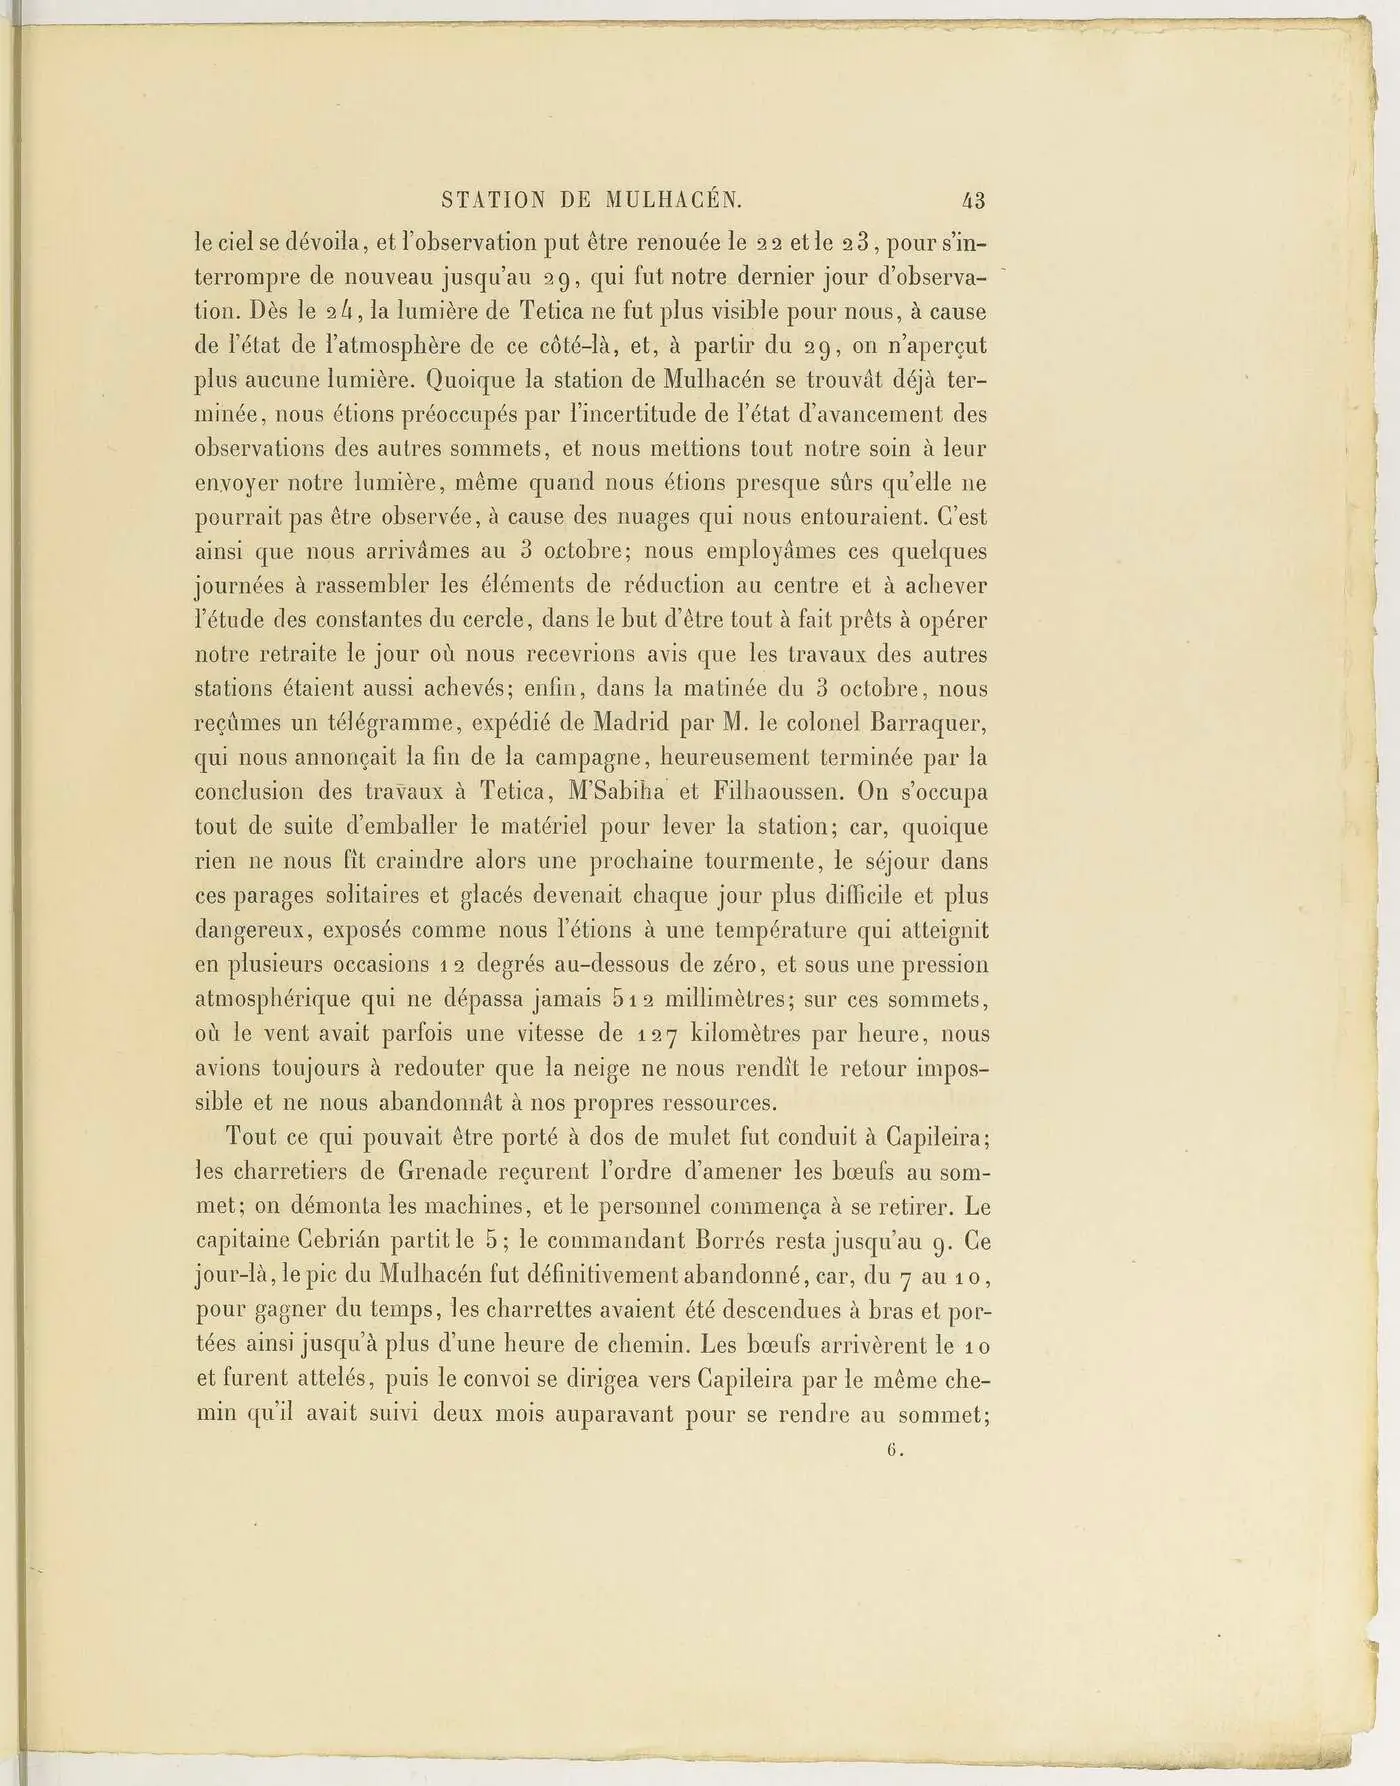 STATION DE MULHACÉN. 43
le ciel se dévoila, et l'observation put être renouée le 22 et le 23, pour s'in-
terrompre de nouveau jusqu'au 29, qui fut notre dernier jour d'observa-
tion. Dès le 24, la lumière de Tetica ne fut plus visible pour nous, à cause
de l'état de l'atmosphère de ce côté-là, et, à partir du 29, on n'aperçut
plus aucune lumière. Quoique la station de Mulhacén se trouvât déjà ter-
minée, nous étions préoccupés par l'incertitude de l'état d'avancement des
observations des autres sommets, et nous mettions tout notre soin à leur
envoyer notre lumière, même quand nous étions presque sûrs qu'elle ne
pourrait pas être observée, à cause des nuages qui nous entouraient. C'est
ainsi que nous arrivâmes au 3 octobre; nous employâmes ces quelques
journées à rassembler les éléments de réduction au centre et à achever
l'étude des constantes du cercle, dans le but d'être tout à fait prêts à opérer
notre retraite le jour où nous recevrions avis que les travaux des autres
stations étaient aussi achevés; enfin, dans la matinée du 3 octobre, nous
reçûmes un télégramme, expédié de Madrid par M. le colonel Barraquer,
qui nous annonçait la fin de la campagne, heureusement terminée par la
conclusion des travaux à Tetica, M'Sabiha et Filhaoussen. On s'occupa
tout de suite d'emballer le matériel pour lever la station; car, quoique
rien ne nous fît craindre alors une prochaine tourmente, le séjour dans
ces parages solitaires et glacés devenait chaque jour plus difficile et plus
dangereux, exposés comme nous l'étions à une température qui atteignit
en plusieurs occasions 12 degrés au-dessous de zéro, et sous une pression
atmosphérique qui ne dépassa jamais 512 millimètres; sur ces sommets,
où le vent avait parfois une vitesse de 127 kilomètres par heure, nous
avions toujours à redouter que la neige ne nous rendît le retour impos-
sible et ne nous abandonnât à nos propres ressources.
Tout ce qui pouvait être porté à dos de mulet fut conduit à Capileira;
les charretiers de Grenade reçurent l'ordre d'amener les bœufs au som-
met; on démonta les machines, et le personnel commença à se retirer. Le
capitaine Cebrián partit le 5; le commandant Borrés resta jusqu'au 9. Ce
jour-là, le pic du Mulhacén fut définitivement abandonné, car, du 7 au 10,
pour gagner du temps, les charrettes avaient été descendues à bras et por-
tées ainsi jusqu'à plus d'une heure de chemin. Les bœufs arrivèrent le 10
et furent attelés, puis le convoi se dirigea vers Capileira par le même che-
min qu'il avait suivi deux mois auparavant pour se rendre au sommet;
6.